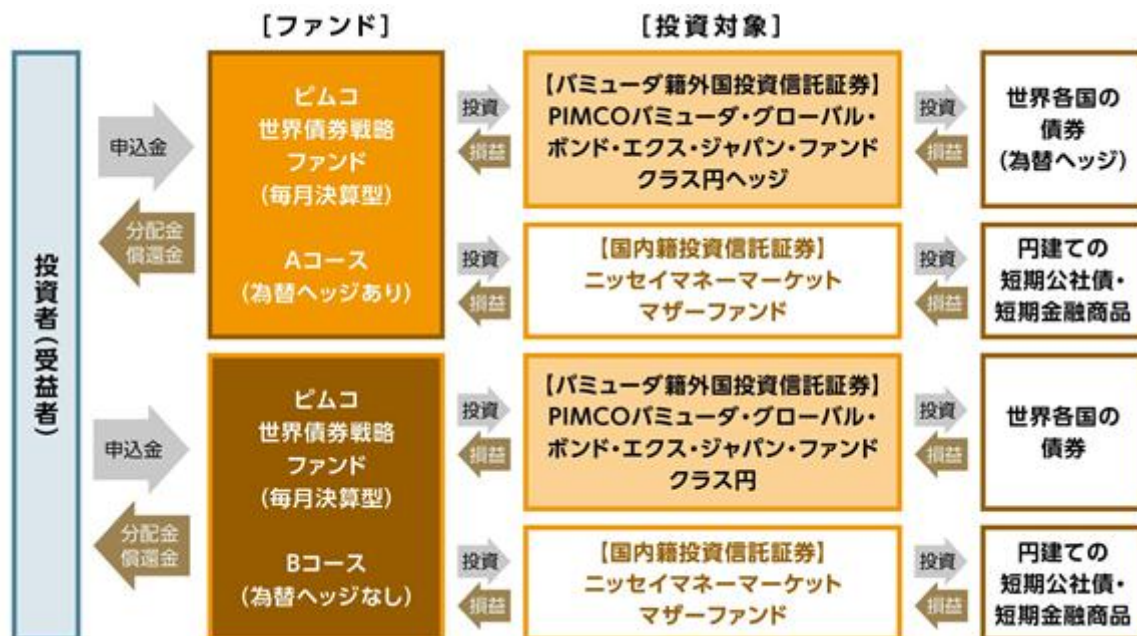 [ファンド]
[投資対象]
投資者(受益者)
申込金
分配金
償還金
ピムコ
世界債券戦略
ファンド
(毎月決算型)
Aコース
(為替ヘッジあり)
投資
損益
【バミューダ籍外国投資信託証券】
PIMCOバミューダ・グローバル・
ボンド・エクス・ジャパン・ファンド
クラス円ヘッジ
投資
損益
世界各国の
債券
(為替ヘッジ)
投資
損益
【国内籍投資信託証券】
ニッセイマネーマーケット
マザーファンド
投資
損益
円建ての
短期公社債・
短期金融商品
申込金
分配金
償還金
ピムコ
世界債券戦略
ファンド
(毎月決算型)
Bコース
(為替ヘッジなし)
投資
損益
【バミューダ籍外国投資信託証券】
PIMCOバミューダ・グローバル・
ボンド・エクス・ジャパン・ファンド
クラス円
投資
損益
世界各国の
債券
投資
損益
【国内籍投資信託証券】
ニッセイマネーマーケット
マザーファンド
投資
損益
円建ての
短期公社債・
短期金融商品